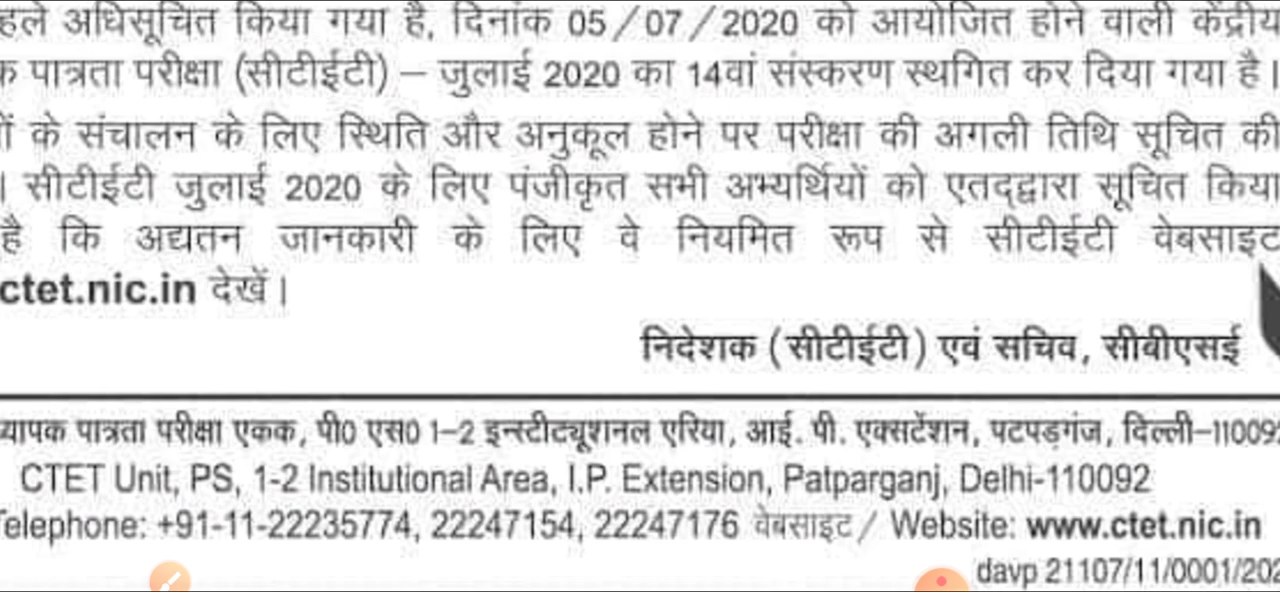 हले अधिसूचित किया गया है, दिनांक 05/07/2020 को आयोजित होने वाली केंद्रीय
क पात्रता परीक्षा (सीटीईटी) – जुलाई 2020 का 14वां संस्करण स्थगित कर दिया गया है।
ों के संचालन के लिए स्थिति और अनुकूल होने पर परीक्षा की अगली तिथि सूचित की
। सीटीईटी जुलाई 2020 के लिए पंजीकृत सभी अभ्यर्थियों को एतद्द्वारा सूचित किया
है कि अद्यतन जानकारी के लिए वे नियमित रूप से सीटीईटी वेबसाइट
ctet.nic.in देखें।
निदेशक (सीटीईटी) एवं सचिव, सीबीएसई
व्यापक पात्रता परीक्षा एकक, पी0 एस0 1–2 इन्स्टीट्यूशनल एरिया, आई. पी. एक्सटेंशन, पटपड़गंज, दिल्ली–110092
CTET Unit, PS, 1-2 Institutional Area, I.P. Extension, Patparganj, Delhi-110092
Telephone: +91-11-22235774, 22247154, 22247176 वेबसाइट / Website: www.ctet.nic.in
davp 21107/11/0001/202